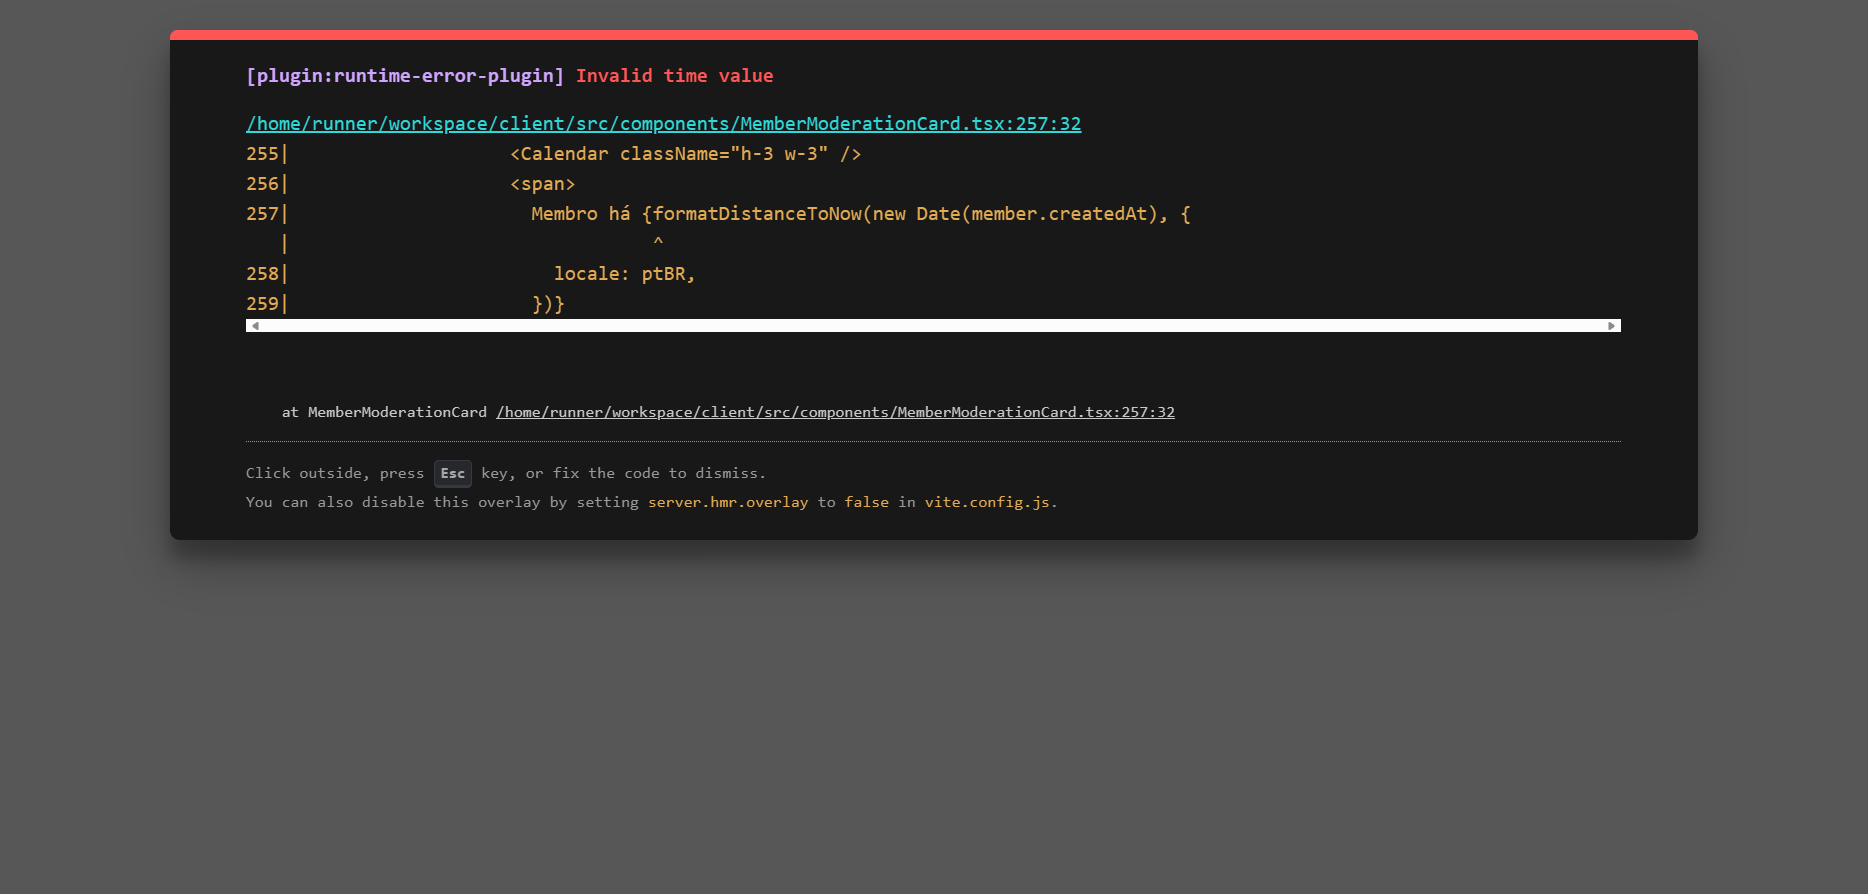 [plugin:runtime-error-plugin] Invalid time value
/home/runner/workspace/client/src/components/MemberModerationCard.tsx:257:32
255|                    <Calendar className="h-3 w-3" />
256|                    <span>
257|                      Membro há {formatDistanceToNow(new Date(member.createdAt), {
   |                                 ^
258|                        locale: ptBR,
259|                      })}
at MemberModerationCard /home/runner/workspace/client/src/components/MemberModerationCard.tsx:257:32
Click outside, press Esc key, or fix the code to dismiss.
You can also disable this overlay by setting server.hmr.overlay to false in vite.config.js.